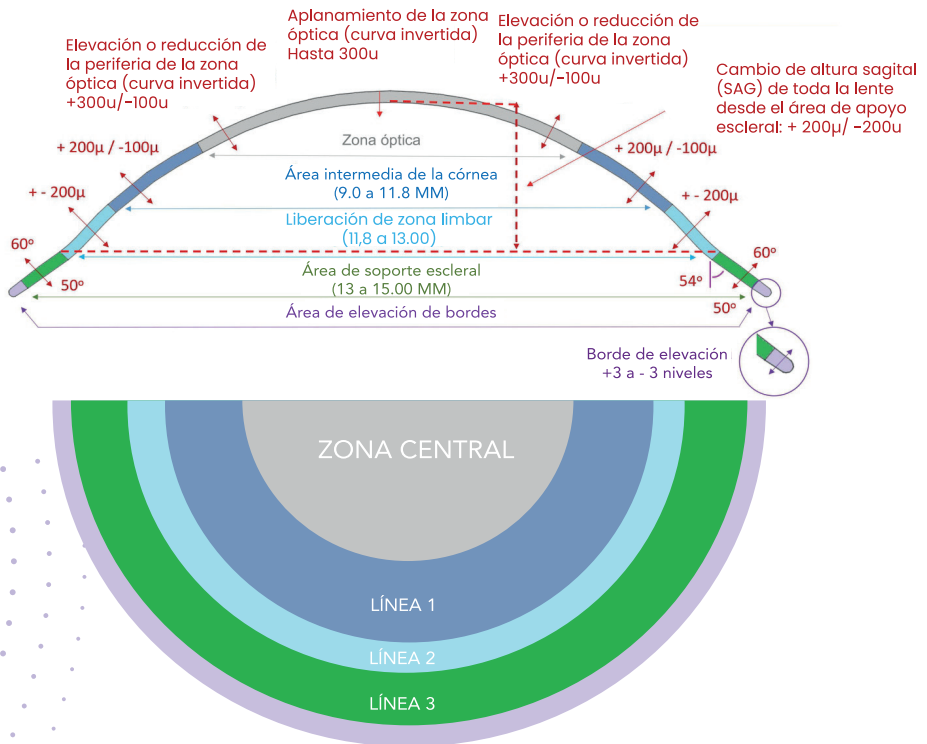 Aplanamiento de la zona
óptica (curva invertida)
Hasta 300u
Elevación o reducción de
la periferia de la zona
óptica (curva invertida)
+300u/-100u
Elevación o reducción de
la periferia de la zona
óptica (curva invertida)
+300u/-100u
Cambio de altura sagital
(SAG) de toda la lente
desde el área de apoyo
escleral: + 200µ/ -200u
+ 200µ / -100µ
Zona óptica
+ 200µ / -100µ
Área intermedia de la córnea
(9.0 a 11.8 MM)
+ - 200µ
+ - 200µ
Liberación de zona limbar
(11,8 a 13.00)
60º
50º
Área de soporte escleral
(13 a 15.00 MM)
54º
60º
50º
Área de elevación de bordes
Borde de elevación
+3 a - 3 niveles
ZONA CENTRAL
LÍNEA 1
LÍNEA 2
LÍNEA 3